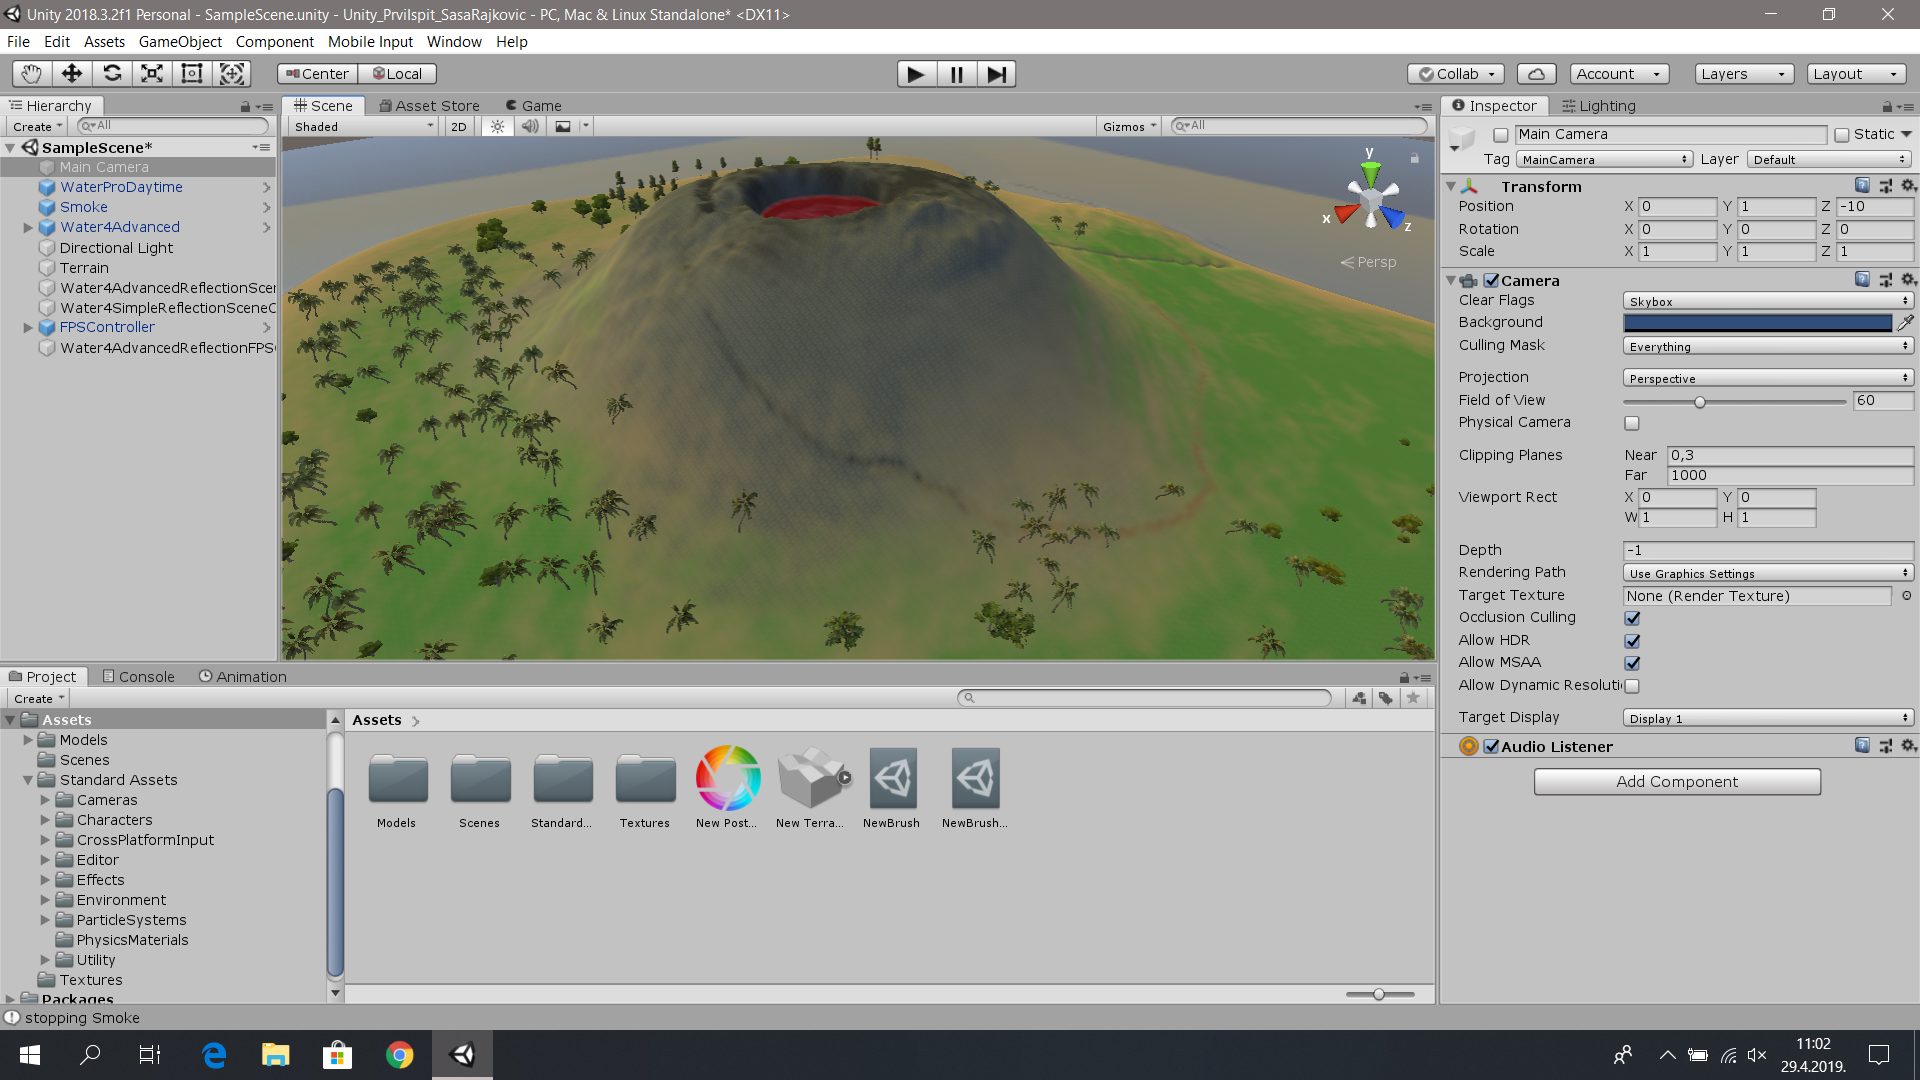 Unity 2018.3.2f1 Personal - SampleScene.unity - Unity_PrviIspit_SasaRajkovic - PC, Mac & Linux Standalone* <DX11>
File Edit Assets GameObject Component Mobile Input Window Help
Center Local Collab Account Layers Layout
Hierarchy
Create All
SampleScene*
Main Camera
WaterProDaytime
Smoke
Water4Advanced
Directional Light
Terrain
Water4AdvancedReflectionScen
Water4SimpleReflectionSceneC
FPSController
Water4AdvancedReflectionFPS
Scene Asset Store Game
Shaded 2D Gizmos All
y
x
z
Persp
Inspector Lighting
Main Camera Static
Tag MainCamera Layer Default
Transform
Position X 0 Y 1 Z -10
Rotation X 0 Y 0 Z 0
Scale X 1 Y 1 Z 1
Camera
Clear Flags Skybox
Background
Culling Mask Everything
Projection Perspective
Field of View 60
Physical Camera
Clipping Planes Near 0,3
Far 1000
Viewport Rect X 0 Y 0
W 1 H 1
Depth -1
Rendering Path Use Graphics Settings
Target Texture None (Render Texture)
Occlusion Culling
Allow HDR
Allow MSAA
Allow Dynamic Resoluti
Target Display Display 1
Audio Listener
Add Component
Project Console Animation
Create
Assets
Models
Scenes
Standard Assets
Cameras
Characters
CrossPlatformInput
Editor
Effects
Environment
ParticleSystems
PhysicsMaterials
Utility
Textures
Packages
Assets
Models Scenes Standard... Textures New Post... New Terra... NewBrush NewBrush...
stopping Smoke
11:02
29.4.2019.